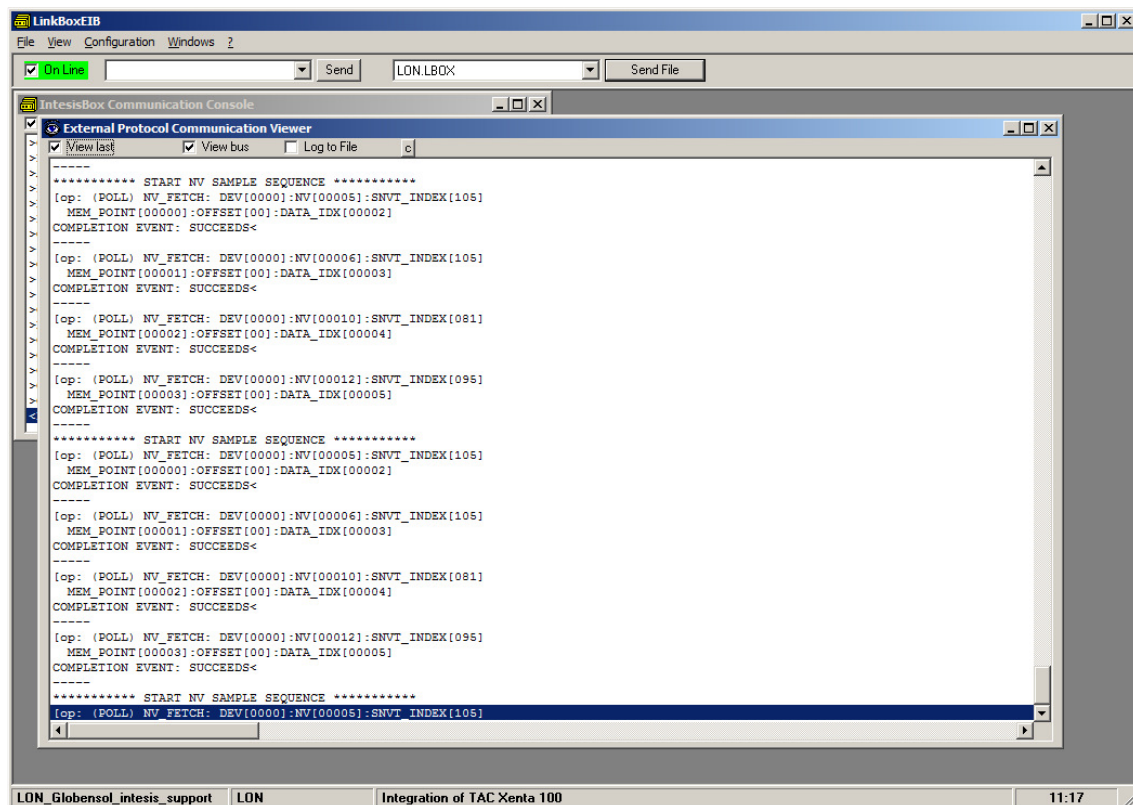 LinkBoxEIB
File View Configuration Windows ?
On Line Send LON.LBOX Send File
IntesisBox Communication Console
External Protocol Communication Viewer
View last View bus Log to File c
-----
*********** START NV SAMPLE SEQUENCE ***********
[op: (POLL) NV_FETCH: DEV[0000]:NV[00005]:SNVT_INDEX[105]
MEM_POINT[00000]:OFFSET[00]:DATA_IDX[00002]
COMPLETION EVENT: SUCCEEDS<
-----
[op: (POLL) NV_FETCH: DEV[0000]:NV[00006]:SNVT_INDEX[105]
MEM_POINT[00001]:OFFSET[00]:DATA_IDX[00003]
COMPLETION EVENT: SUCCEEDS<
-----
[op: (POLL) NV_FETCH: DEV[0000]:NV[00010]:SNVT_INDEX[081]
MEM_POINT[00002]:OFFSET[00]:DATA_IDX[00004]
COMPLETION EVENT: SUCCEEDS<
-----
[op: (POLL) NV_FETCH: DEV[0000]:NV[00012]:SNVT_INDEX[095]
MEM_POINT[00003]:OFFSET[00]:DATA_IDX[00005]
COMPLETION EVENT: SUCCEEDS<
-----
*********** START NV SAMPLE SEQUENCE ***********
[op: (POLL) NV_FETCH: DEV[0000]:NV[00005]:SNVT_INDEX[105]
MEM_POINT[00000]:OFFSET[00]:DATA_IDX[00002]
COMPLETION EVENT: SUCCEEDS<
-----
[op: (POLL) NV_FETCH: DEV[0000]:NV[00006]:SNVT_INDEX[105]
MEM_POINT[00001]:OFFSET[00]:DATA_IDX[00003]
COMPLETION EVENT: SUCCEEDS<
-----
[op: (POLL) NV_FETCH: DEV[0000]:NV[00010]:SNVT_INDEX[081]
MEM_POINT[00002]:OFFSET[00]:DATA_IDX[00004]
COMPLETION EVENT: SUCCEEDS<
-----
[op: (POLL) NV_FETCH: DEV[0000]:NV[00012]:SNVT_INDEX[095]
MEM_POINT[00003]:OFFSET[00]:DATA_IDX[00005]
COMPLETION EVENT: SUCCEEDS<
-----
*********** START NV SAMPLE SEQUENCE ***********
[op: (POLL) NV_FETCH: DEV[0000]:NV[00005]:SNVT_INDEX[105]
LON_Globensol_intesis_support LON Integration of TAC Xenta 100 11:17